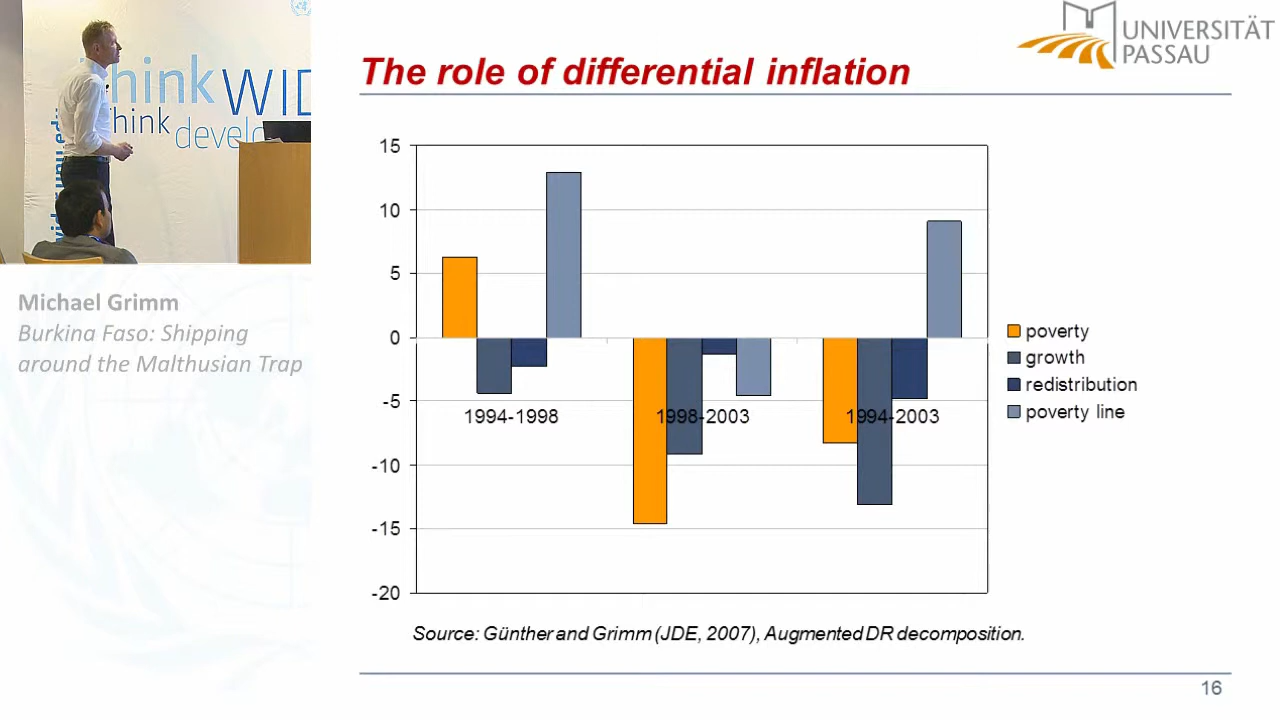 think WID
think develo
Michael Grimm
Burkina Faso: Shipping
around the Malthusian Trap
UNIVERSITÄT
PASSAU
The role of differential inflation
15
10
5
0
-5
-10
-15
-20
1994-1998
1998-2003
1994-2003
poverty
growth
redistribution
poverty line
Source: Günther and Grimm (JDE, 2007), Augmented DR decomposition.
16